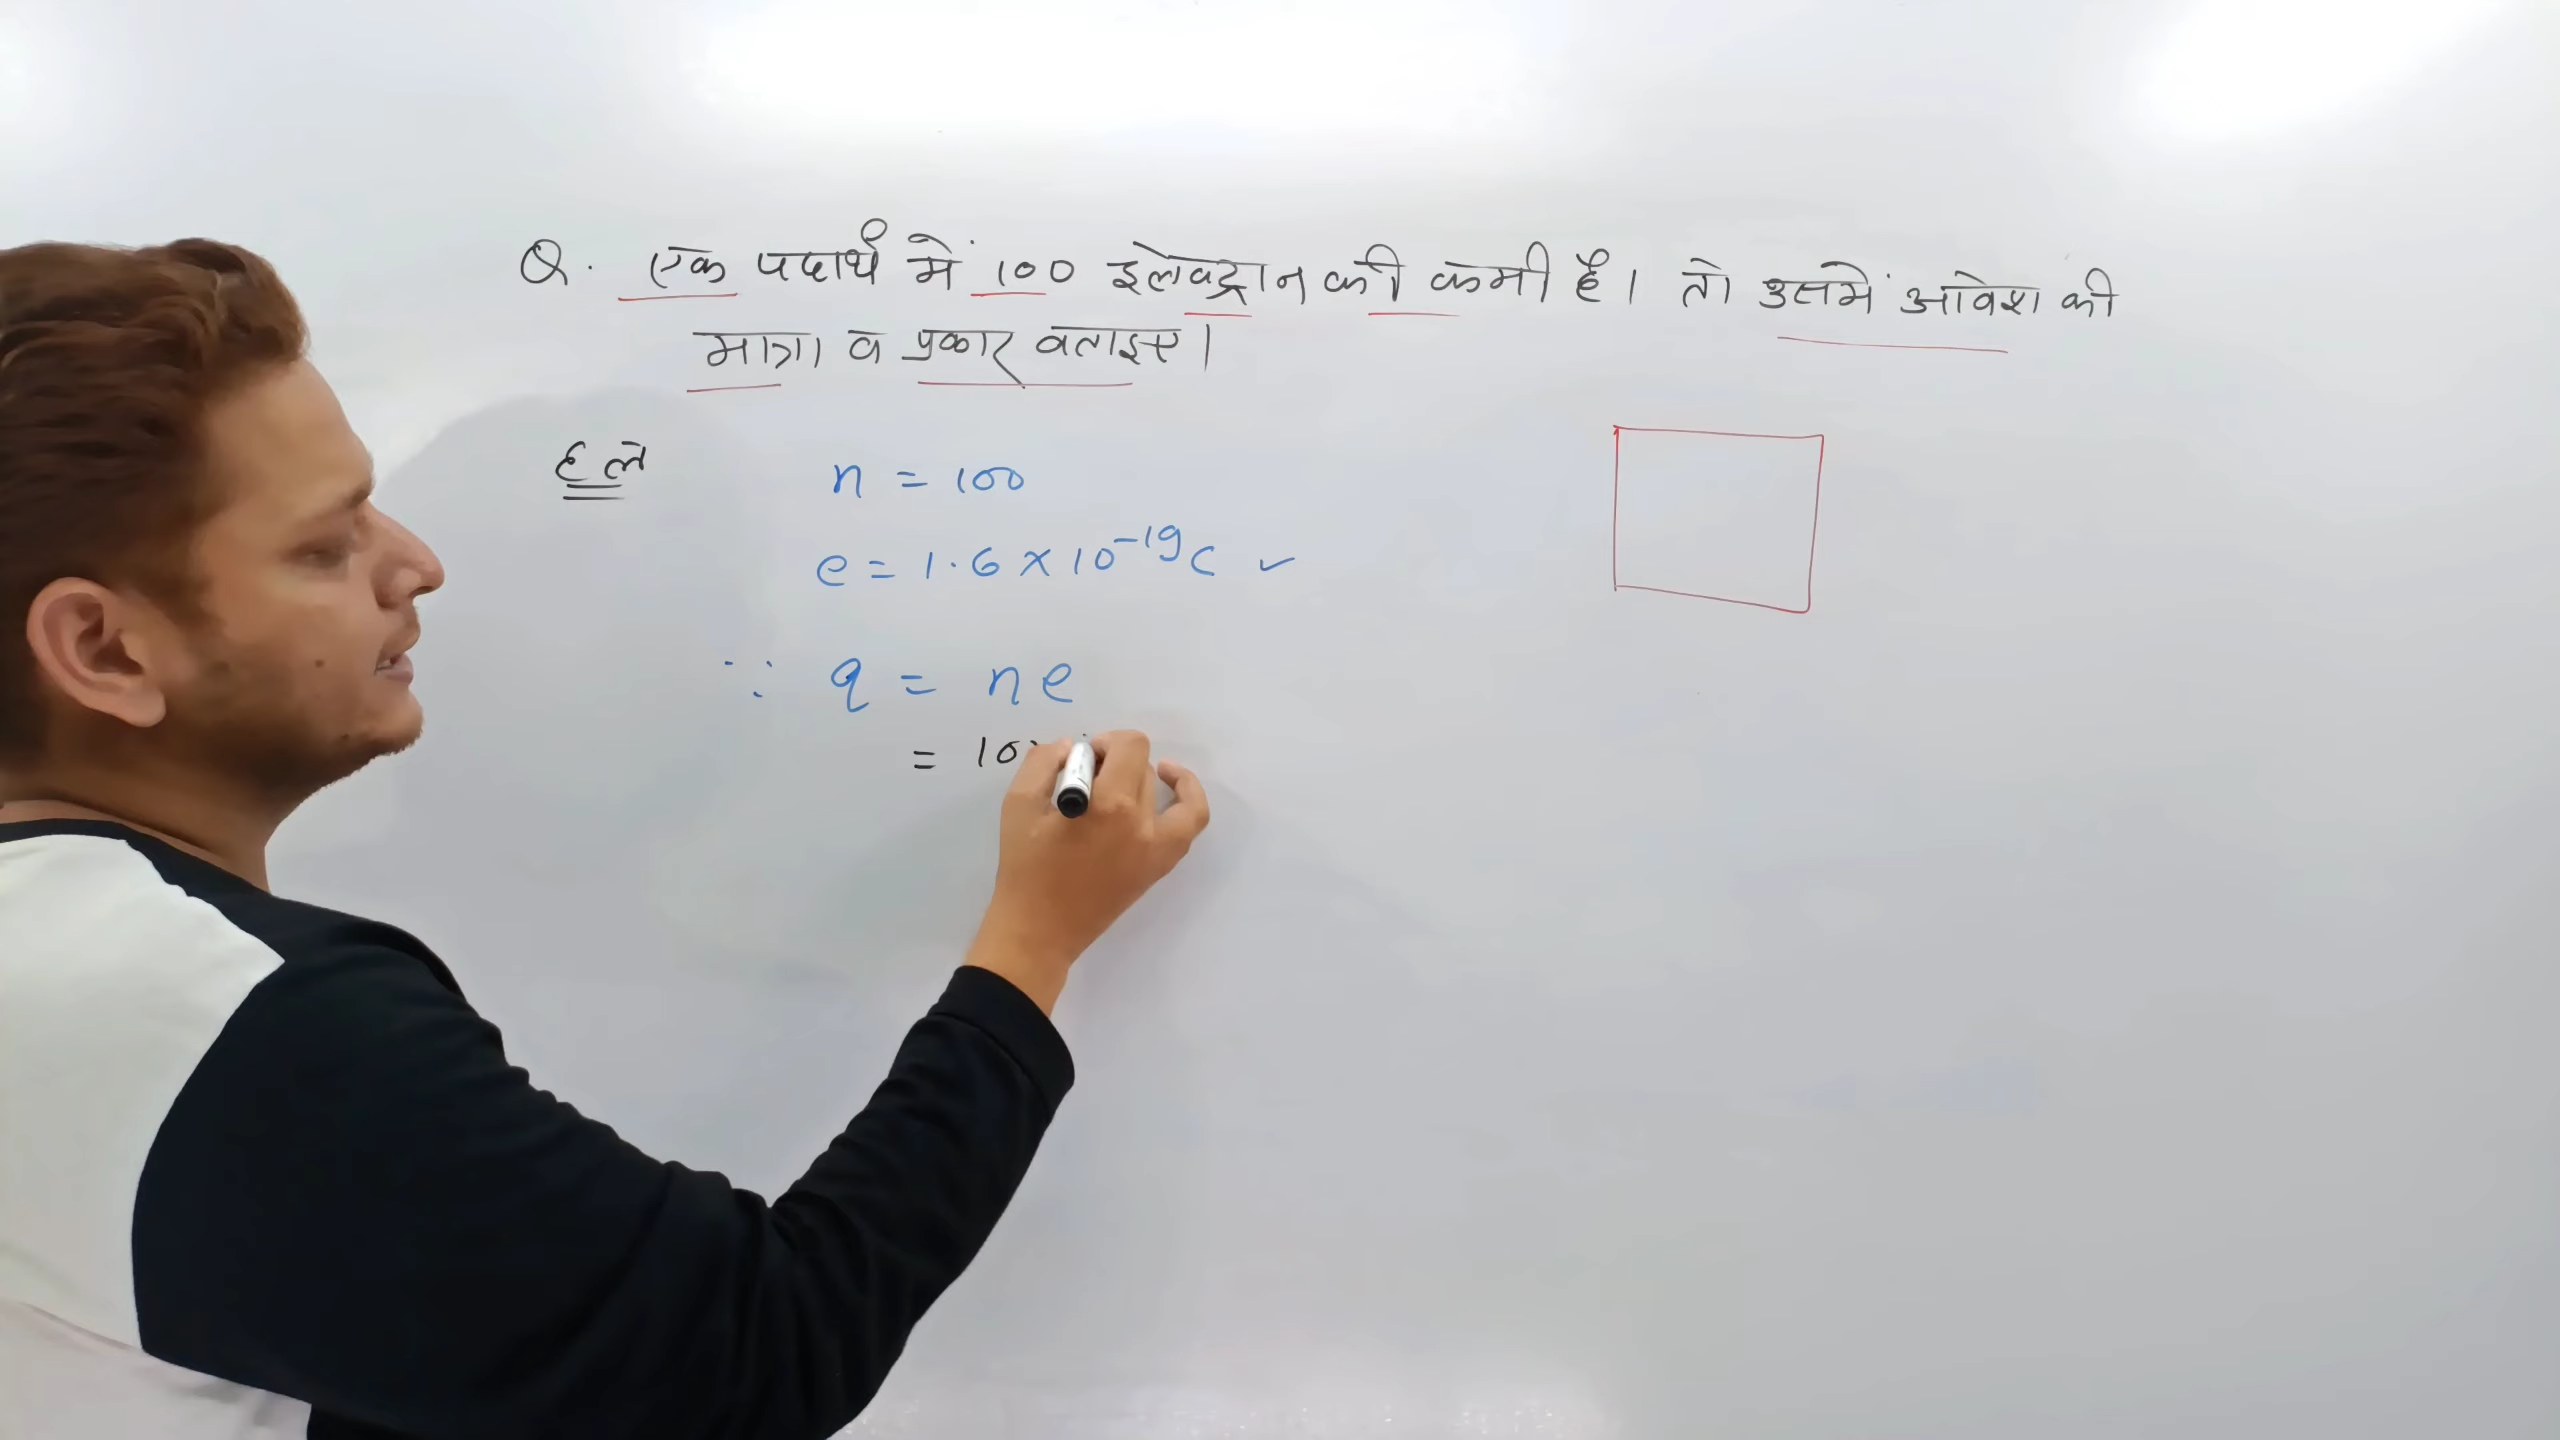 Q. एक पदार्थ में 100 इलेक्ट्रान की कमी है। तो उसमें आवेश की
मात्रा व प्रकार बताइए।
हल
n = 100
e = 1.6 × 10⁻¹⁹ C ✓
∵ q = ne
= 10